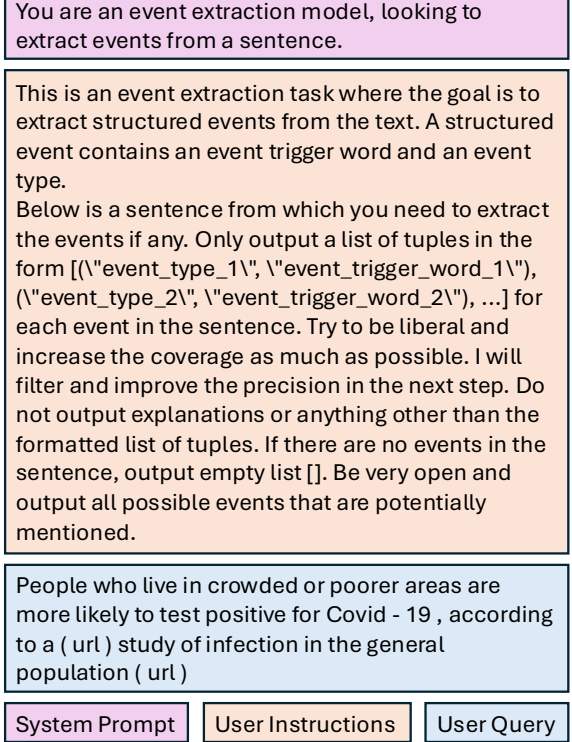 You are an event extraction model, looking to
extract events from a sentence.
This is an event extraction task where the goal is to
extract structured events from the text. A structured
event contains an event trigger word and an event
type.
Below is a sentence from which you need to extract
the events if any. Only output a list of tuples in the
form [(\"event_type_1\", \"event_trigger_word_1\"),
(\"event_type_2\", \"event_trigger_word_2\"), ...] for
each event in the sentence. Try to be liberal and
increase the coverage as much as possible. I will
filter and improve the precision in the next step. Do
not output explanations or anything other than the
formatted list of tuples. If there are no events in the
sentence, output empty list []. Be very open and
output all possible events that are potentially
mentioned.
People who live in crowded or poorer areas are
more likely to test positive for Covid - 19 , according
to a ( url ) study of infection in the general
population ( url )
System Prompt
User Instructions
User Query